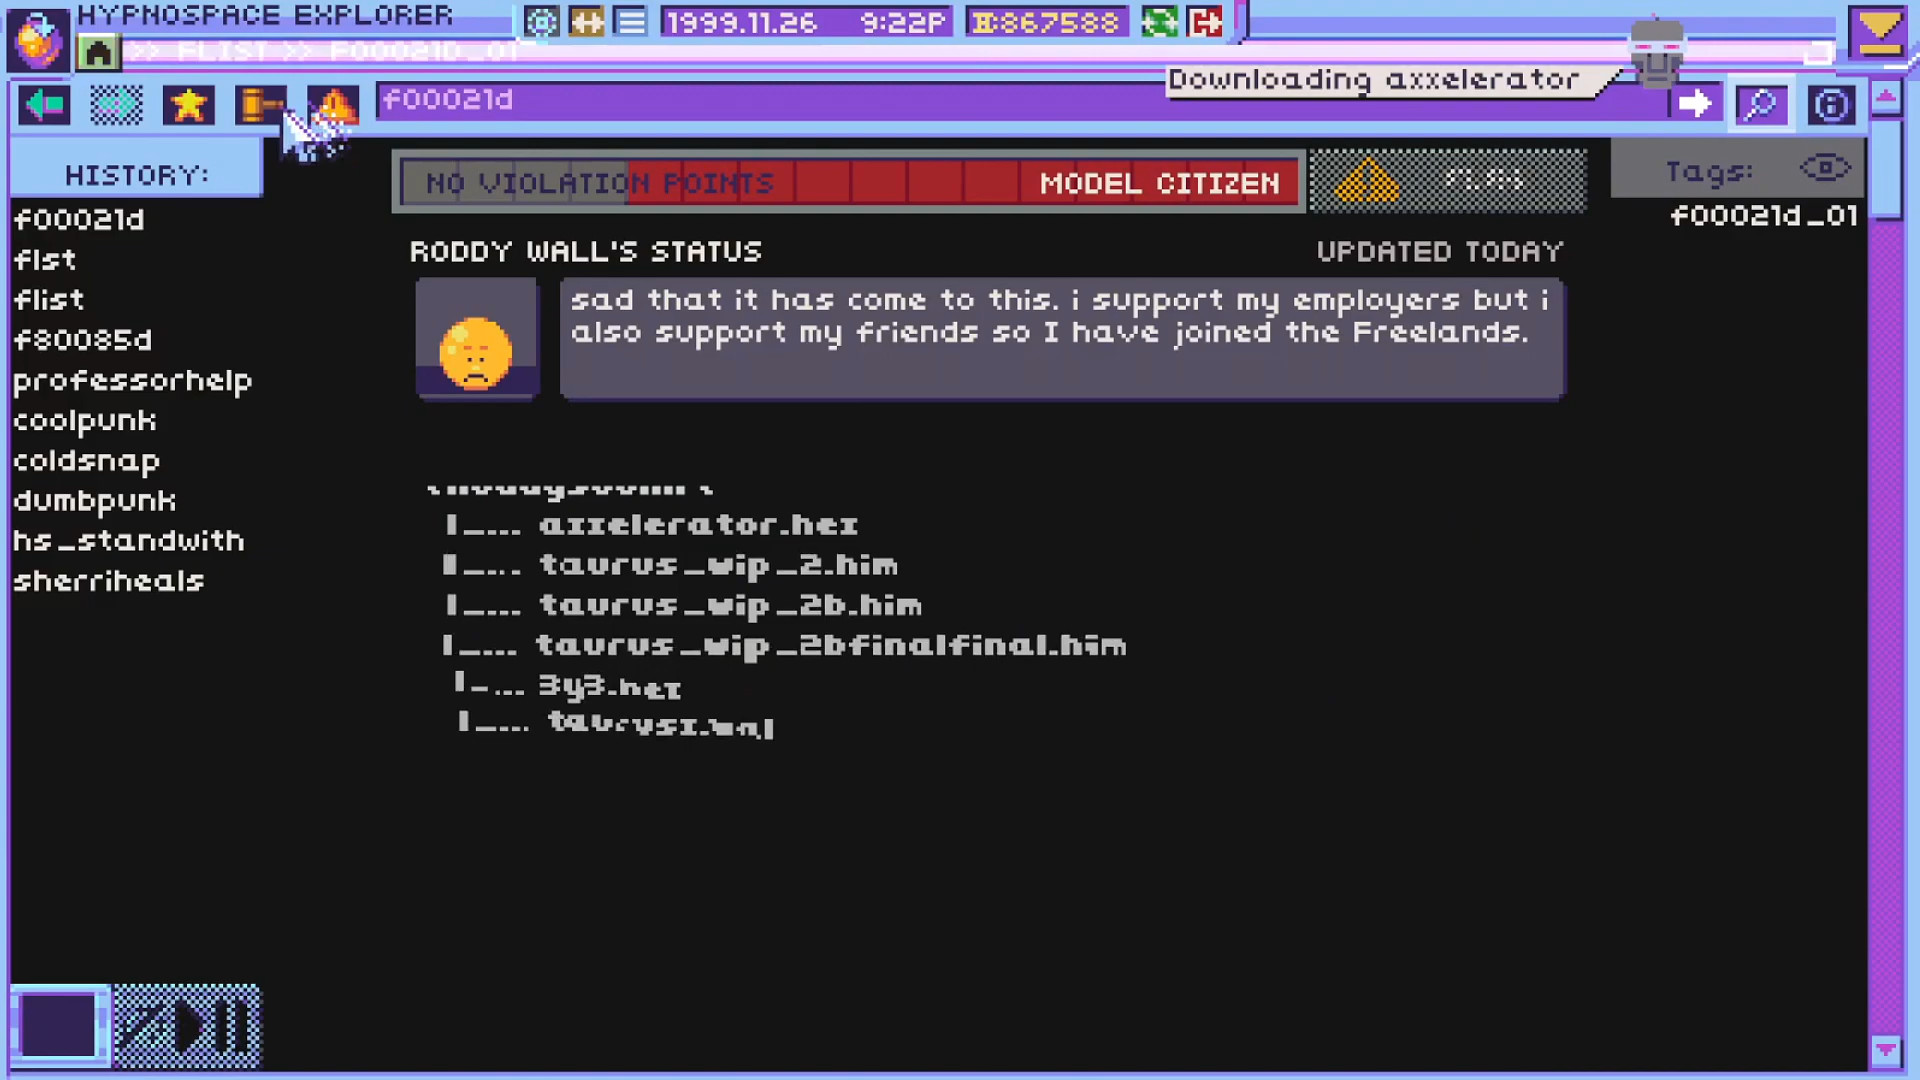 HYPNOSPACE EXPLORER
1999.11.26 9:22P
867588
>> FLIST >> F00021D_01
Downloading axxelerator
f00021d
HISTORY:
f00021d
flst
flist
f80085d
professorhelp
coolpunk
coldsnap
dumbpunk
hs_standwith
sherriheals
NO VIOLATION POINTS
MODEL CITIZEN
Tags:
f00021d_01
RODDY WALL'S STATUS
UPDATED TODAY
sad that it has come to this. i support my employers but i
also support my friends so I have joined the Freelands.
|_... axxelerator.hex
|_... taurus_wip_2.him
|_... taurus_wip_2b.him
|_... taurus_wip_2bfinalfinal.him
|-... 3y3.hex